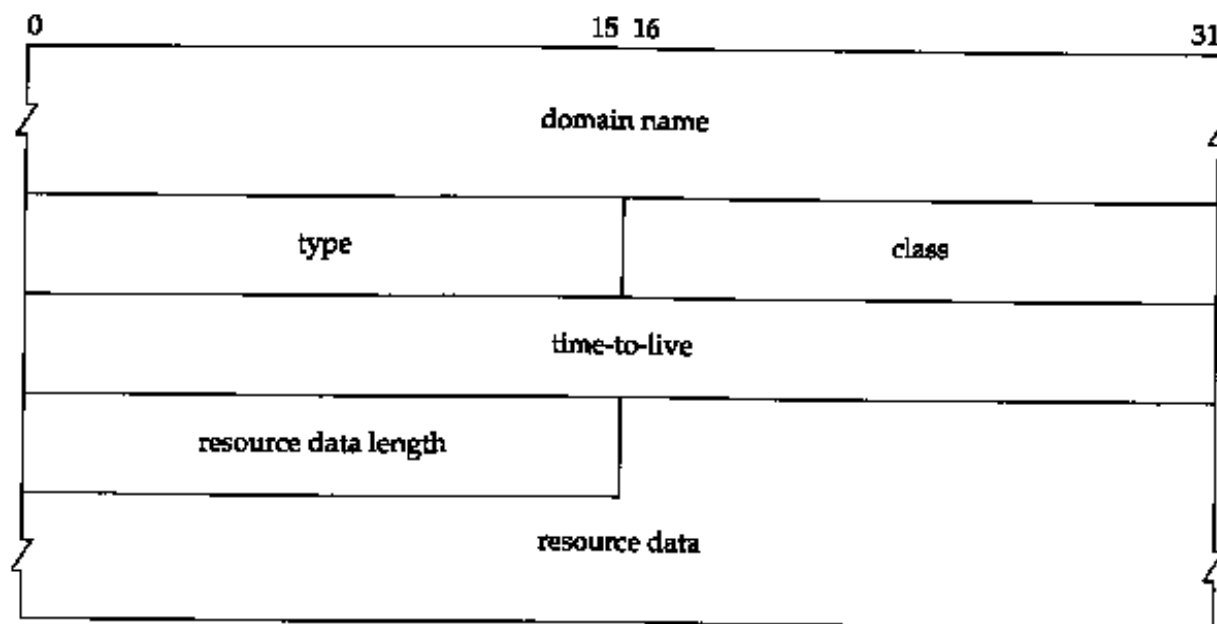 0 15 16 31
domain name
type class
time-to-live
resource data length
resource data